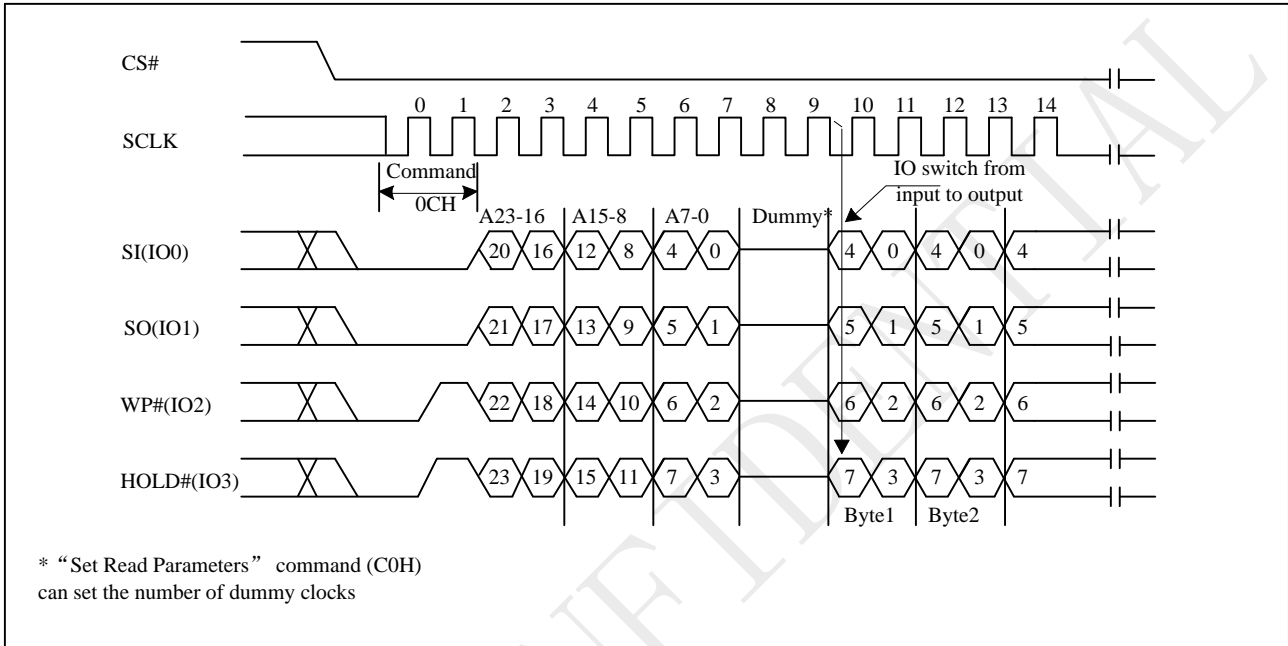 CS#
0 1 2 3 4 5 6 7 8 9 10 11 12 13 14
SCLK
Command
0CH
IO switch from
input to output
A23-16 A15-8 A7-0 Dummy*
SI(IO0) 20 16 12 8 4 0 4 0 4 0 4
SO(IO1) 21 17 13 9 5 1 5 1 5 1 5
WP#(IO2) 22 18 14 10 6 2 6 2 6 2 6
HOLD#(IO3) 23 19 15 11 7 3 7 3 7 3 7
Byte1 Byte2
* “Set Read Parameters” command (C0H)
can set the number of dummy clocks
NFIDENTIAL